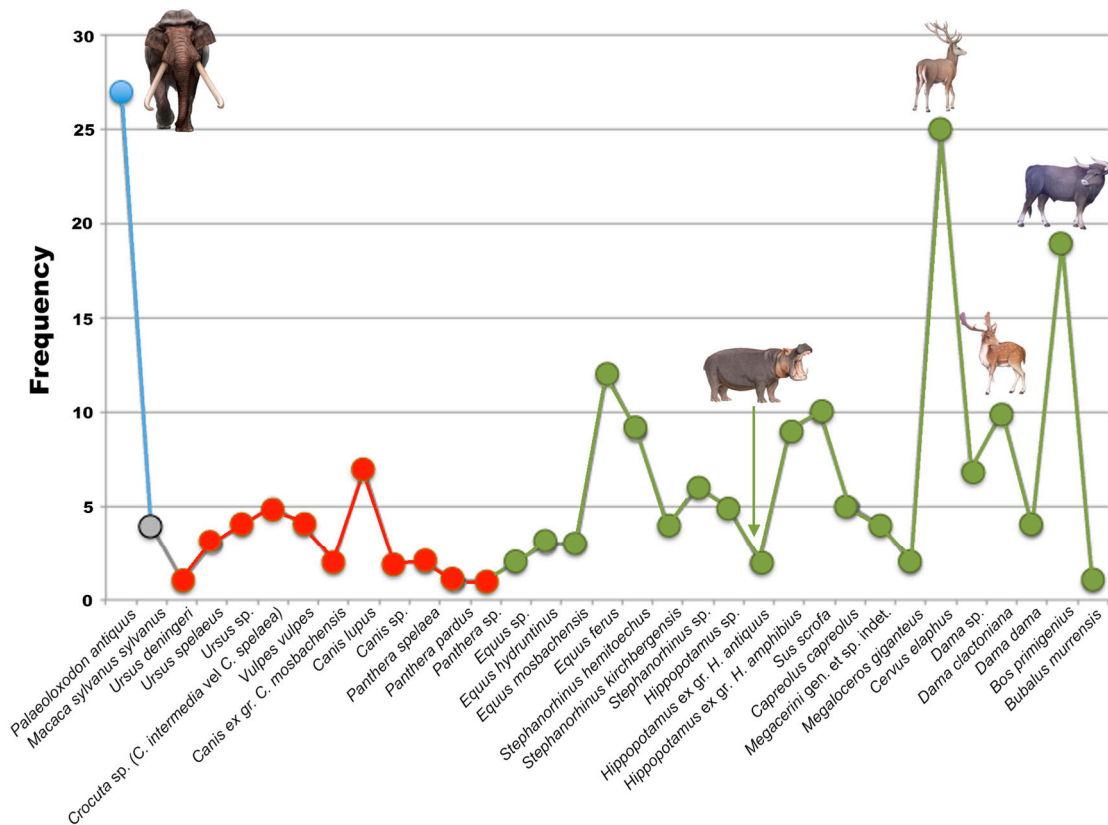 Frequency
30
25
20
15
10
5
0
Palaeoloxodon antiquus
Macaca sylvanus sylvanus
Ursus deningeri
Ursus spelaeus
Ursus sp.
Crocuta sp. (C. intermedia vel C. spelaea)
Vulpes vulpes
Canis ex gr. C. mosbachensis
Canis lupus
Canis sp.
Panthera spelaea
Panthera pardus
Panthera sp.
Equus sp.
Equus hydruntinus
Equus mosbachensis
Equus ferus
Stephanorhinus hemitoechus
Stephanorhinus kirchbergensis
Stephanorhinus sp.
Hippopotamus sp.
Hippopotamus ex gr. H. antiquus
Hippopotamus ex gr. H. amphibius
Sus scrofa
Capreolus capreolus
Megacerini gen. et sp. indet.
Megaloceros giganteus
Cervus elaphus
Dama sp.
Dama clactoniana
Dama dama
Bos primigenius
Bubalus murrensis